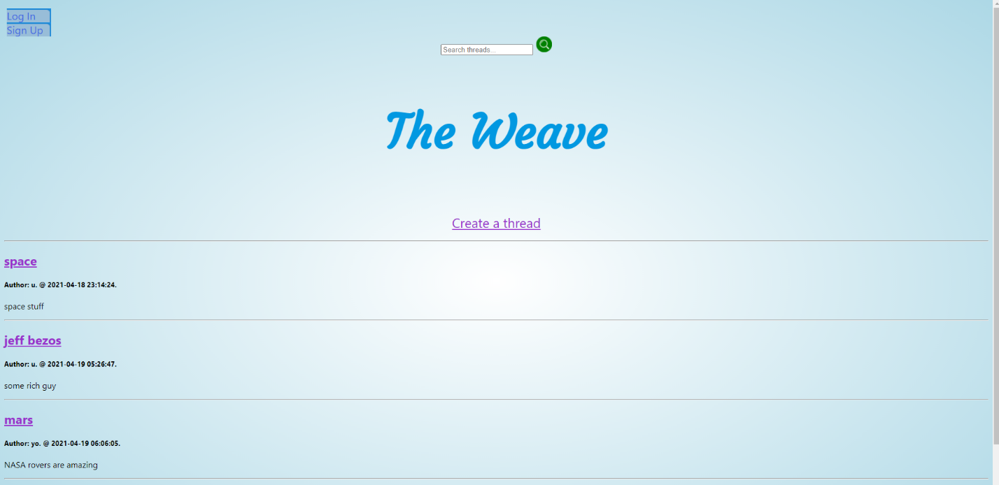 Log In
Sign Up
Search threads...
The Weave
Create a thread
space
Author: u. @ 2021-04-18 23:14:24.
space stuff
jeff bezos
Author: u. @ 2021-04-19 05:26:47.
some rich guy
mars
Author: yo. @ 2021-04-19 06:06:05.
NASA rovers are amazing